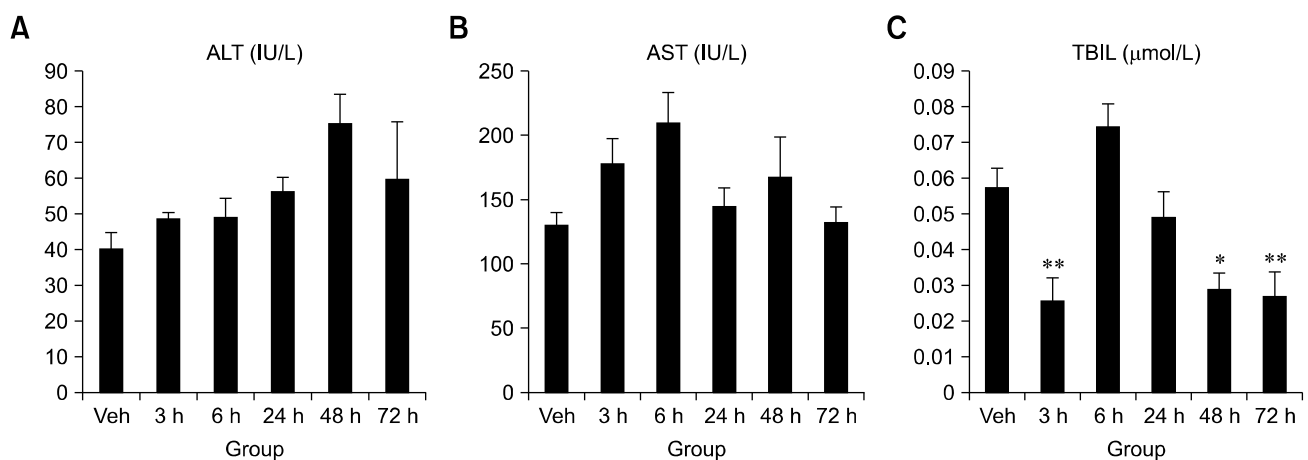 A
ALT (IU/L)
90
80
70
60
50
40
30
20
10
0
Veh 3 h 6 h 24 h 48 h 72 h
Group
B
AST (IU/L)
250
200
150
100
50
0
Veh 3 h 6 h 24 h 48 h 72 h
Group
C
TBIL (μmol/L)
0.09
0.08
0.07
0.06
0.05
0.04
0.03
0.02
0.01
0
** * **
Veh 3 h 6 h 24 h 48 h 72 h
Group